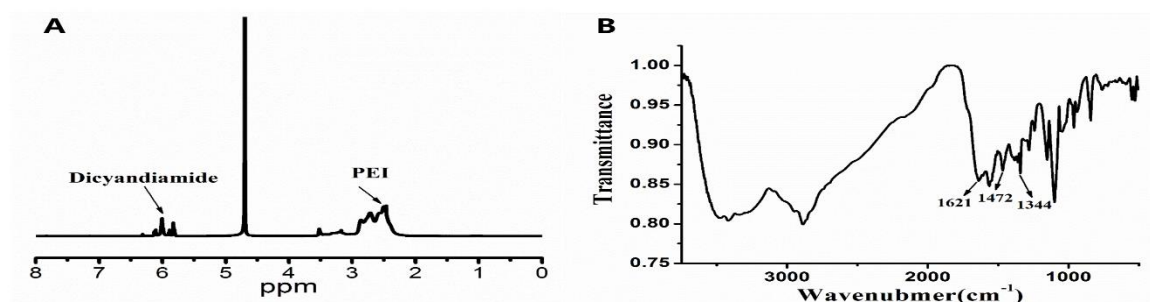 A
Dicyandiamide
PEI
8 7 6 5 4 3 2 1 0
ppm
B
Transmittance
1.00
0.95
0.90
0.85
0.80
0.75
1621
1472
1344
3000 2000 1000
Wavenubmer(cm⁻¹)